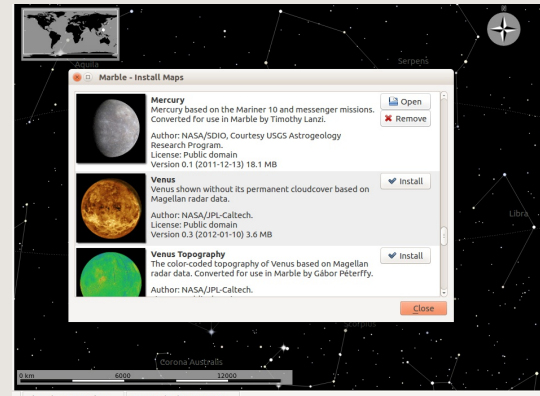 Aquila
Serpens
Marble - Install Maps
Mercury
Mercury based on the Mariner 10 and messenger missions.
Converted for use in Marble by Timothy Lanzi.
Author: NASA/SDIO, Courtesy USGS Astrogeology
Research Program.
License: Public domain
Version 0.1 (2011-12-13) 18.1 MB
Open
Remove
Venus
Venus shown without its permanent cloudcover based on
Magellan radar data.
Author: NASA/JPL-Caltech.
License: Public domain
Version 0.3 (2012-01-10) 3.6 MB
Install
Libra
Venus Topography
The color-coded topography of Venus based on Magellan
radar data. Converted for use in Marble by Gábor Péterffy.
Author: NASA/JPL-Caltech.
Install
Close
Scorpius
Corona Australis
0 km 6000 12000